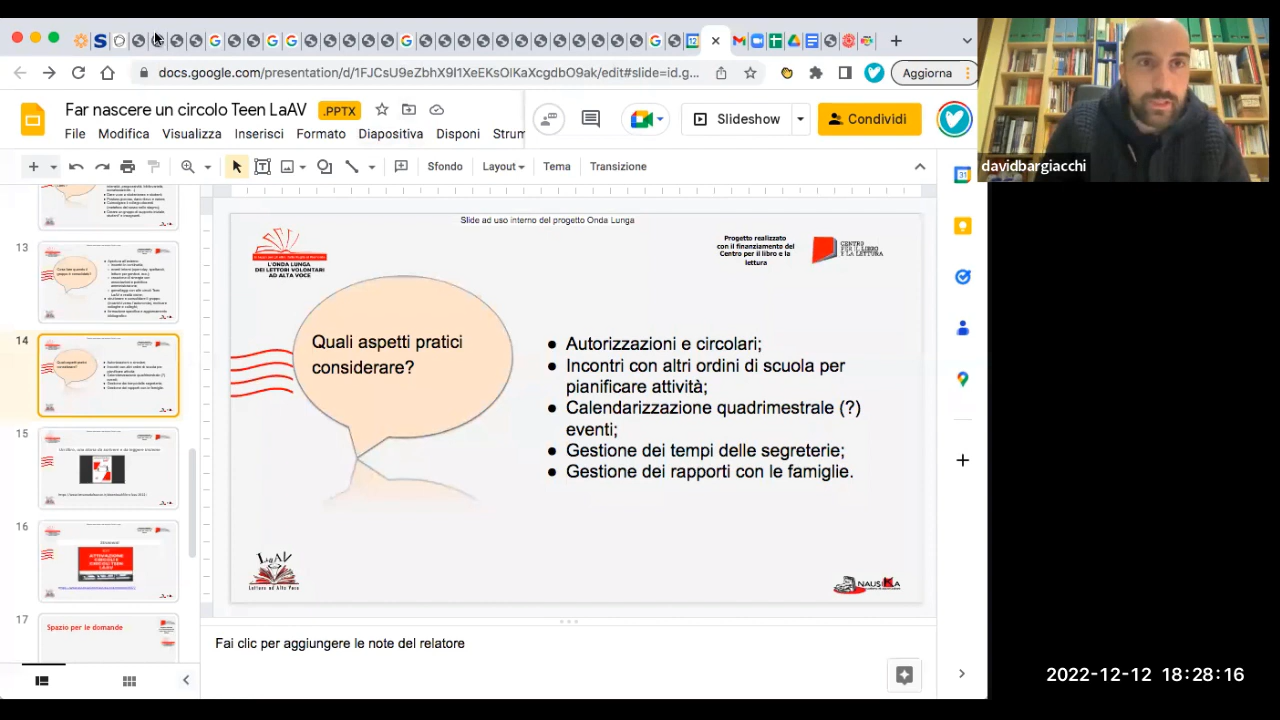 docs.google.com/presentation/d/1FJCsU9eZbhX9I1XeEKsOlKaXcgdbO9ak/edit#slide=id.g...
Aggiorna
Far nascere un circolo Teen LaAV
.PPTX
File
Modifica
Visualizza
Inserisci
Formato
Diapositiva
Disponi
Strum
Slideshow
Condividi
Sfondo
Layout
Tema
Transizione
davidbargiacchi
13
14
15
16
17
Spazio per le domande
Slide ad uso interno del progetto Onda Lunga
L'ONDA LUNGA
DEI LETTORI VOLONTARI
AD ALTA VOCE
Progetto realizzato
con il finanziamento del
Centro per il libro e la
lettura
CENTRO
PER IL LIBRO
E LA LETTURA
Quali aspetti pratici
considerare?
● Autorizzazioni e circolari;
● Incontri con altri ordini di scuola per
pianificare attività;
● Calendarizzazione quadrimestrale (?)
eventi;
● Gestione dei tempi delle segreterie;
● Gestione dei rapporti con le famiglie.
LaAV
Letture ad Alta Voce
NAUSIKA
Fai clic per aggiungere le note del relatore
2022-12-12 18:28:16